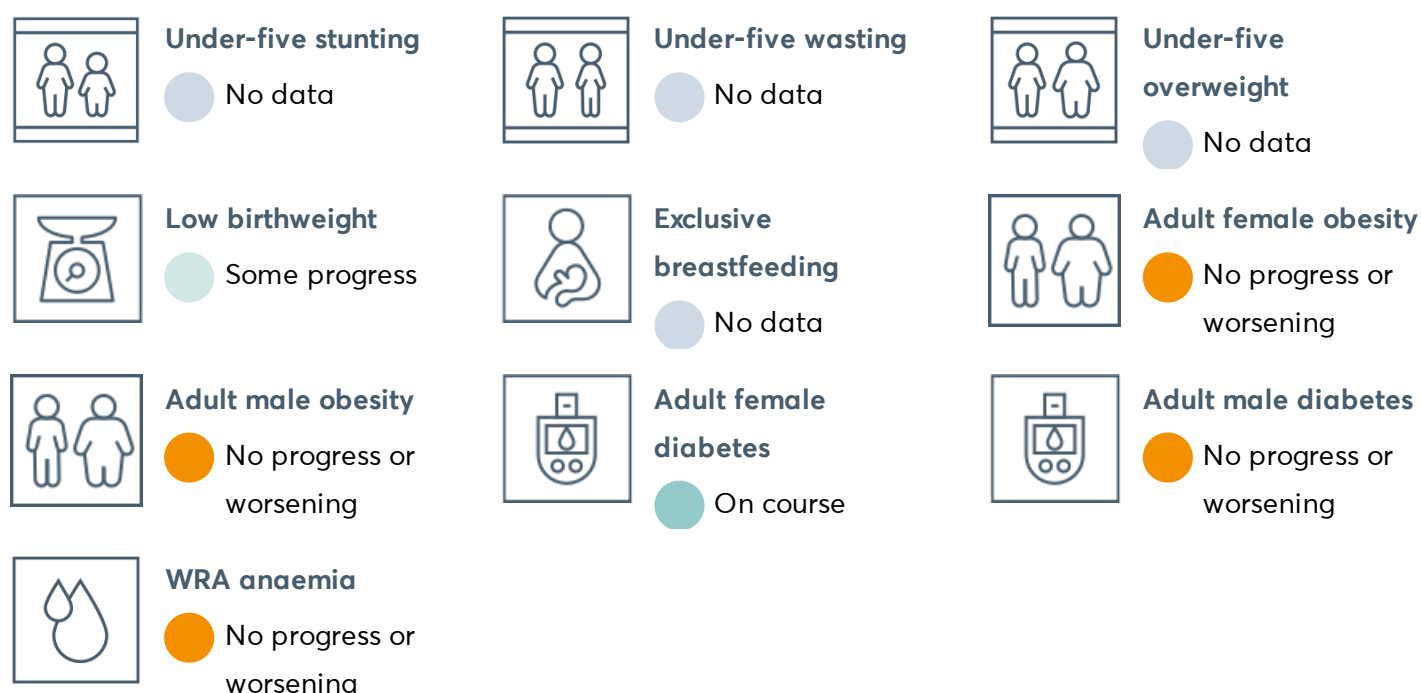 Under-five stunting
No data
Under-five wasting
No data
Under-five
overweight
No data
Low birthweight
Some progress
Exclusive
breastfeeding
No data
Adult female obesity
No progress or
worsening
Adult male obesity
No progress or
worsening
Adult female
diabetes
On course
Adult male diabetes
No progress or
worsening
WRA anaemia
No progress or
worsening